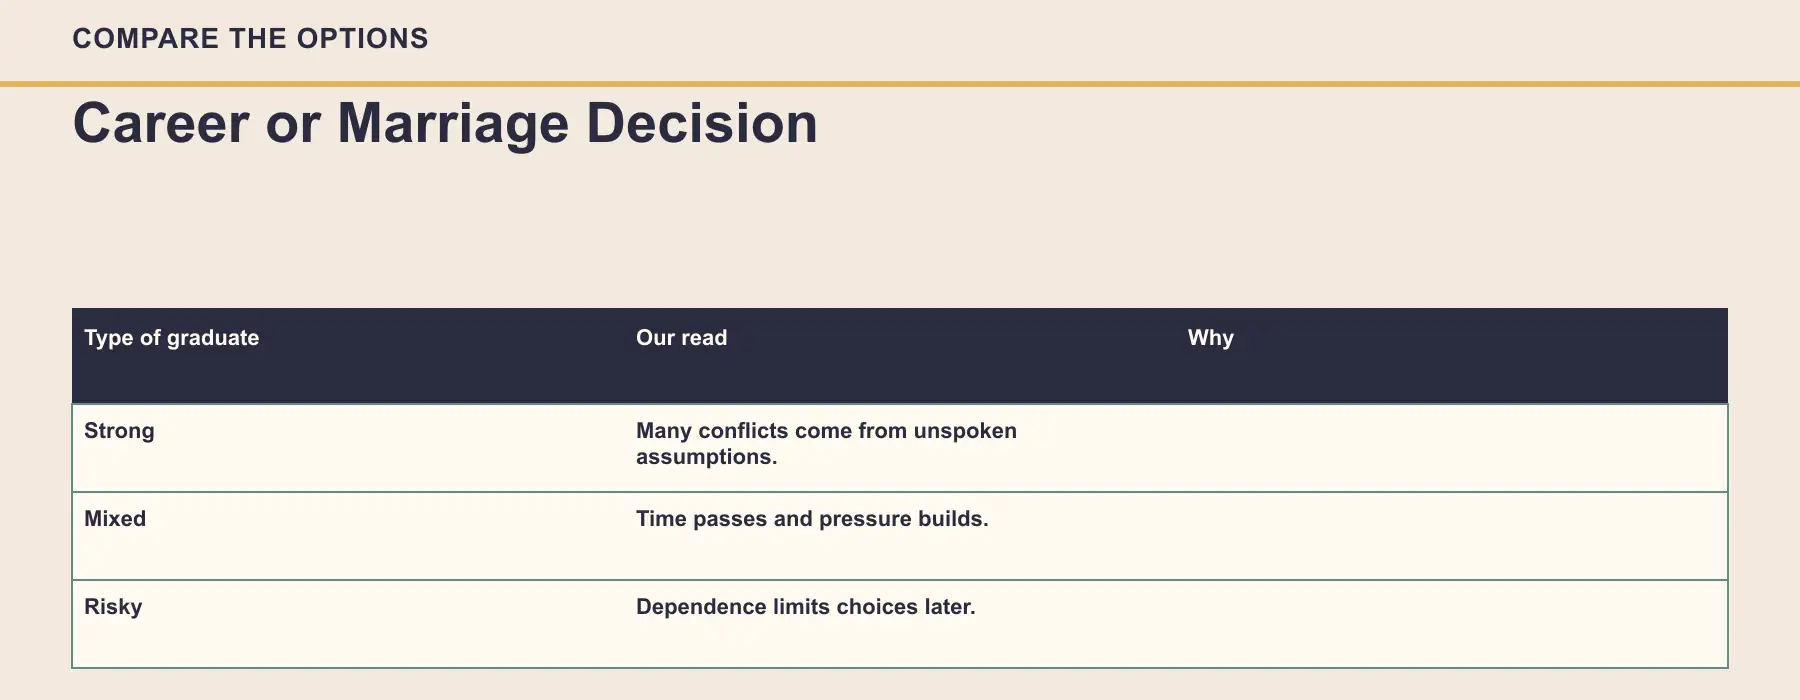 COMPARE THE OPTIONS
Career or Marriage Decision
Type of graduate
Our read
Why
Strong
Many conflicts come from unspoken
assumptions.
Mixed
Time passes and pressure builds.
Risky
Dependence limits choices later.